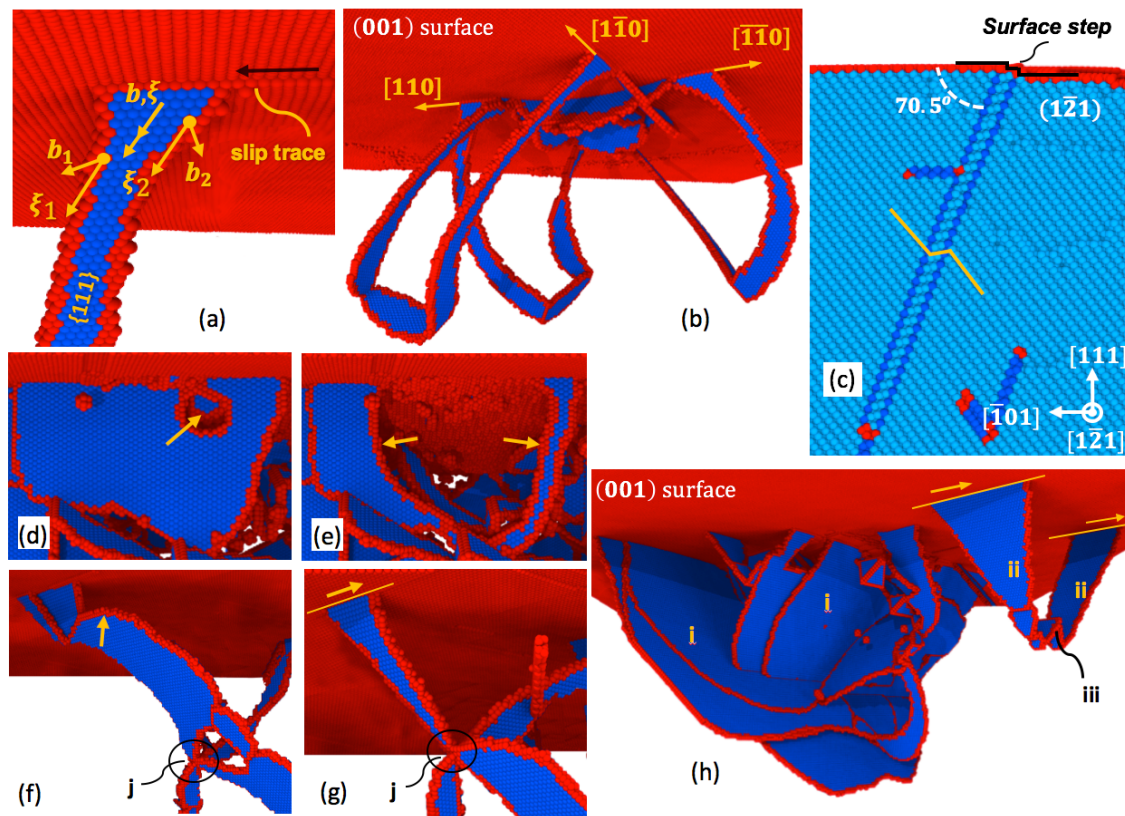 b,ξ
b₁
ξ₂
b₂
slip trace
ξ₁
{111}
(a)
(001) surface
[11̅0]
[1̅1̅0]
[110]
(b)
Surface step
70.5°
(12̅1)
(c)
[111]
[1̅01]
[12̅1]
(d)
(e)
(f)
j
(g)
j
(001) surface
i
i
ii
ii
iii
(h)